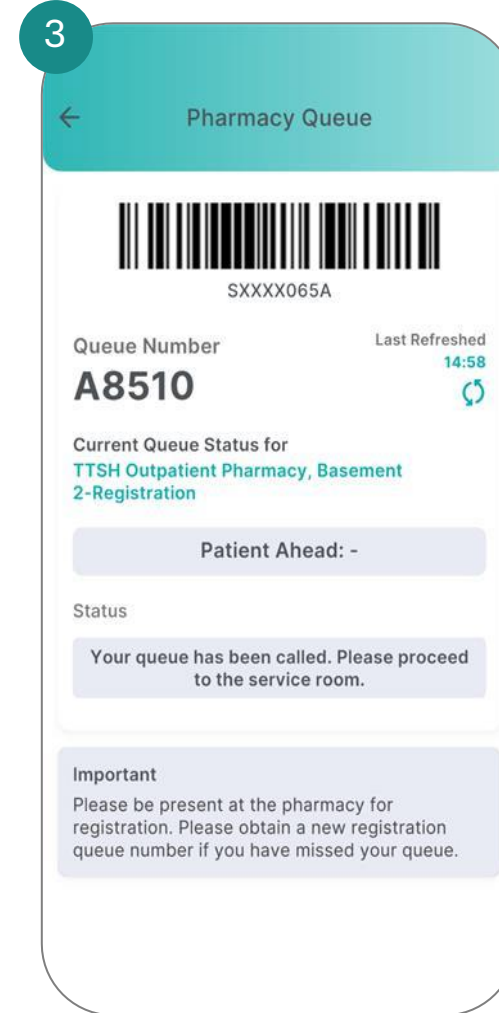 3
Pharmacy Queue
SXXXX065A
Queue Number
Last Refreshed
A8510
14:58
Current Queue Status for
TTSH Outpatient Pharmacy, Basement
2-Registration
Patient Ahead: -
Status
Your queue has been called. Please proceed
to the service room.
Important
Please be present at the pharmacy for
registration. Please obtain a new registration
queue number if you have missed your queue.